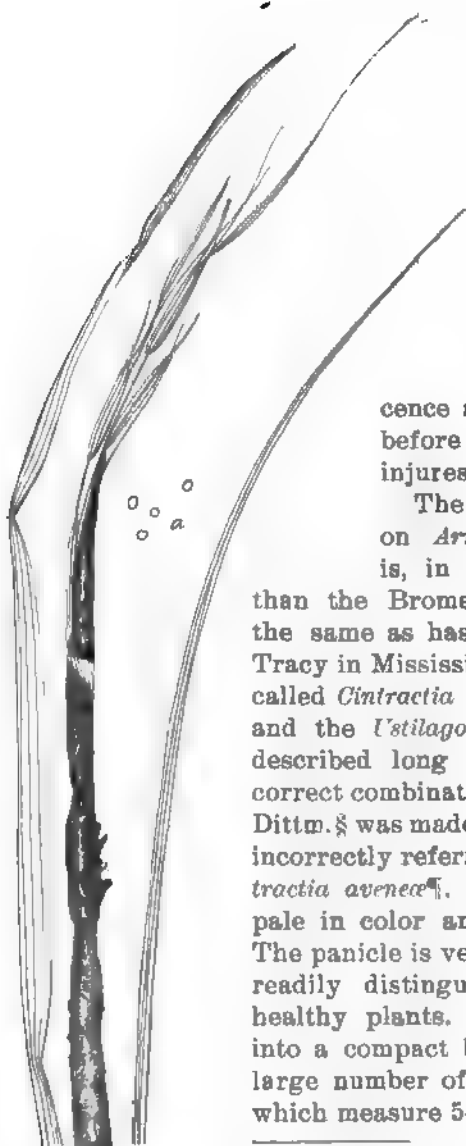 a
cence a
before
injures
The
on Ar
is, in
than the Brome
the same as has
Tracy in Mississi
called Cintractia
and the Ustilago
described long
correct combinat
Dittm.§ was made
incorrectly referr
tractia aveneæ¶.
pale in color an
The panicle is ve
readily distingu
healthy plants.
into a compact b
large number of
which measure 5-